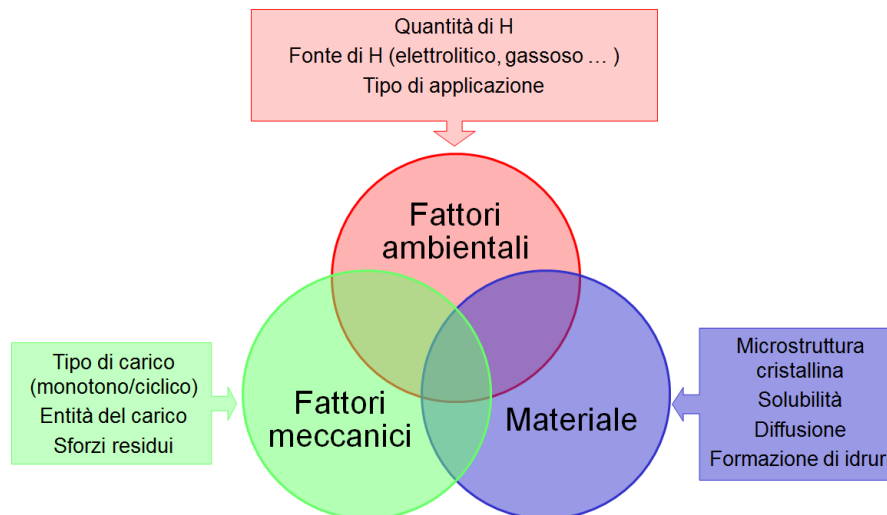 Quantità di H
Fonte di H (elettrolitico, gassoso … )
Tipo di applicazione
Fattori
ambientali
Tipo di carico
(monotono/ciclico)
Entità del carico
Sforzi residui
Fattori
meccanici
Materiale
Microstruttura
cristallina
Solubilità
Diffusione
Formazione di idruri